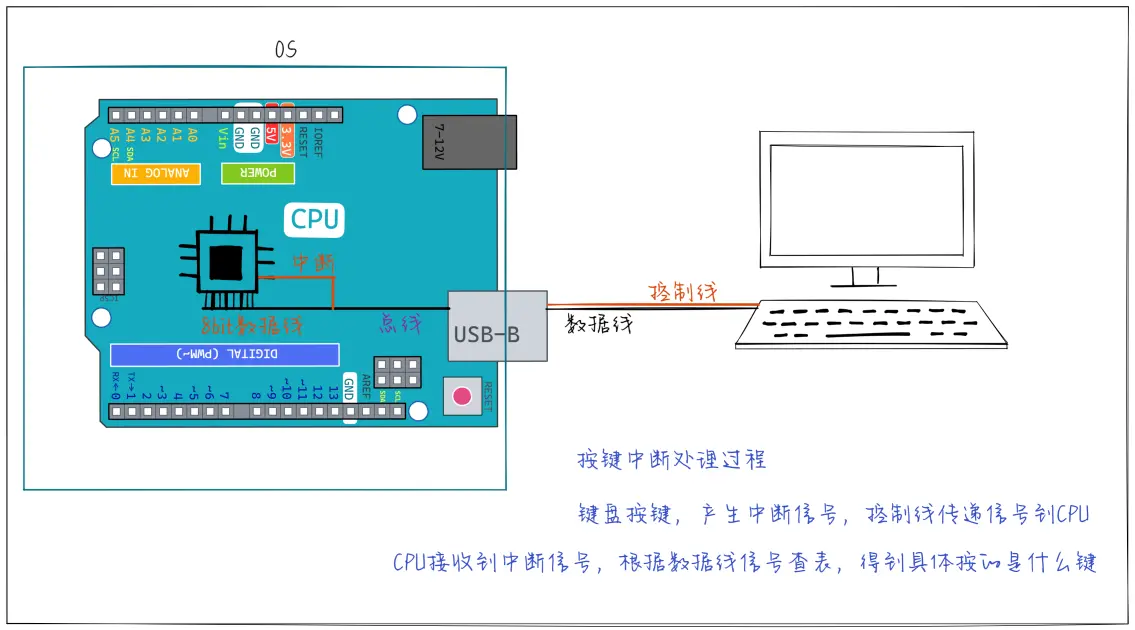 OS
A5 A4 A3 A2 A1 A0 Vin GND GND 5V 3.3V RESET IOREF
SCL SDA
ANALOG IN
POWER
7-12V
CPU
中断
ICSP
8bit数据线
点线
USB-B
控制线
数据线
DIGITAL (PWM~)
RX←0 TX→1 2 ~3 4 ~5 ~6 7 8 ~9 ~10 ~11 12 13 GND AREF SDA SCL
RESET
按键中断处理过程
键盘按键，产生中断信号，控制线传递信号到CPU
CPU接收到中断信号，根据数据线信号查表，得到具体按的是什么键